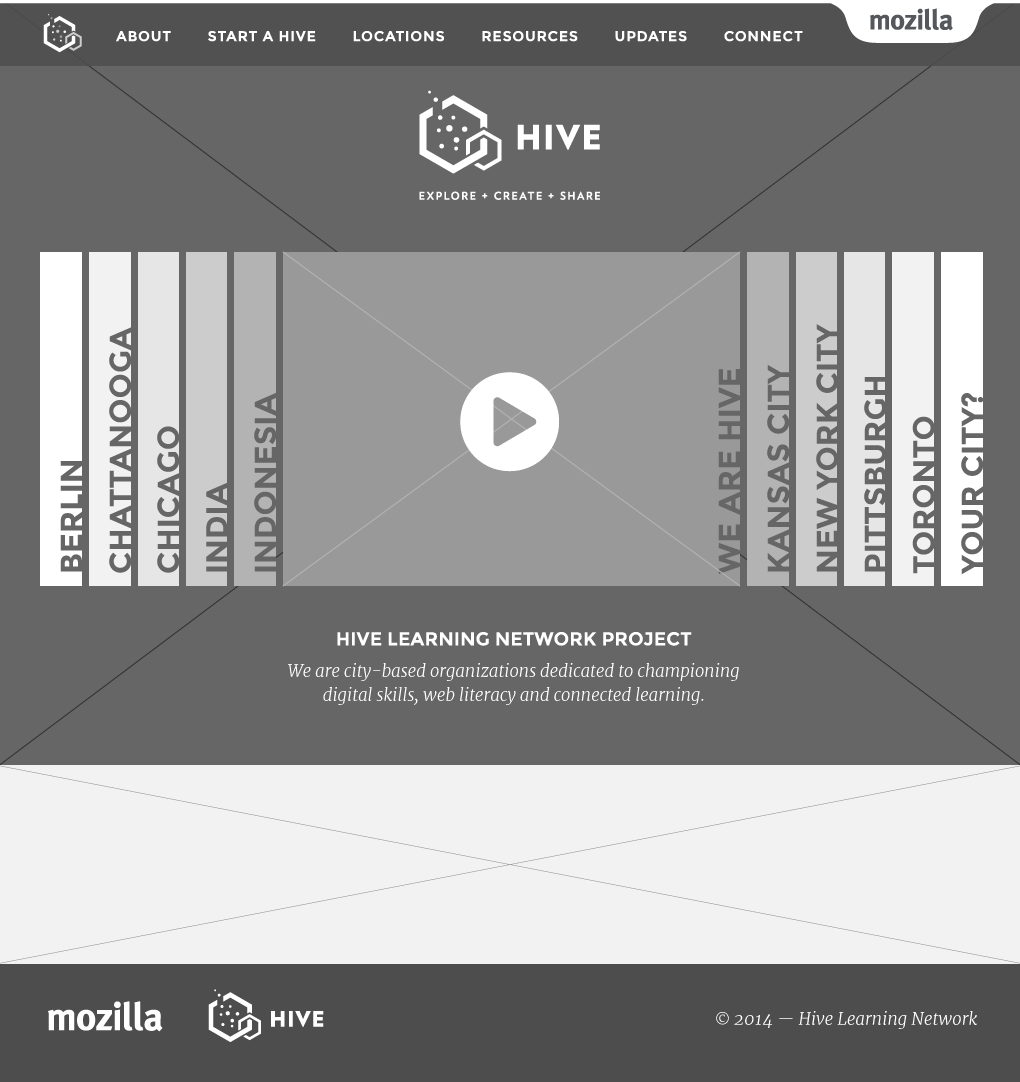 ABOUT
START A HIVE
LOCATIONS
RESOURCES
UPDATES
CONNECT
mozilla
HIVE
EXPLORE + CREATE + SHARE
BERLIN
CHATTANOOGA
CHICAGO
INDIA
INDONESIA
WE ARE HIVE
KANSAS CITY
NEW YORK CITY
PITTSBURGH
TORONTO
YOUR CITY?
HIVE LEARNING NETWORK PROJECT
We are city-based organizations dedicated to championing
digital skills, web literacy and connected learning.
mozilla
HIVE
© 2014 — Hive Learning Network